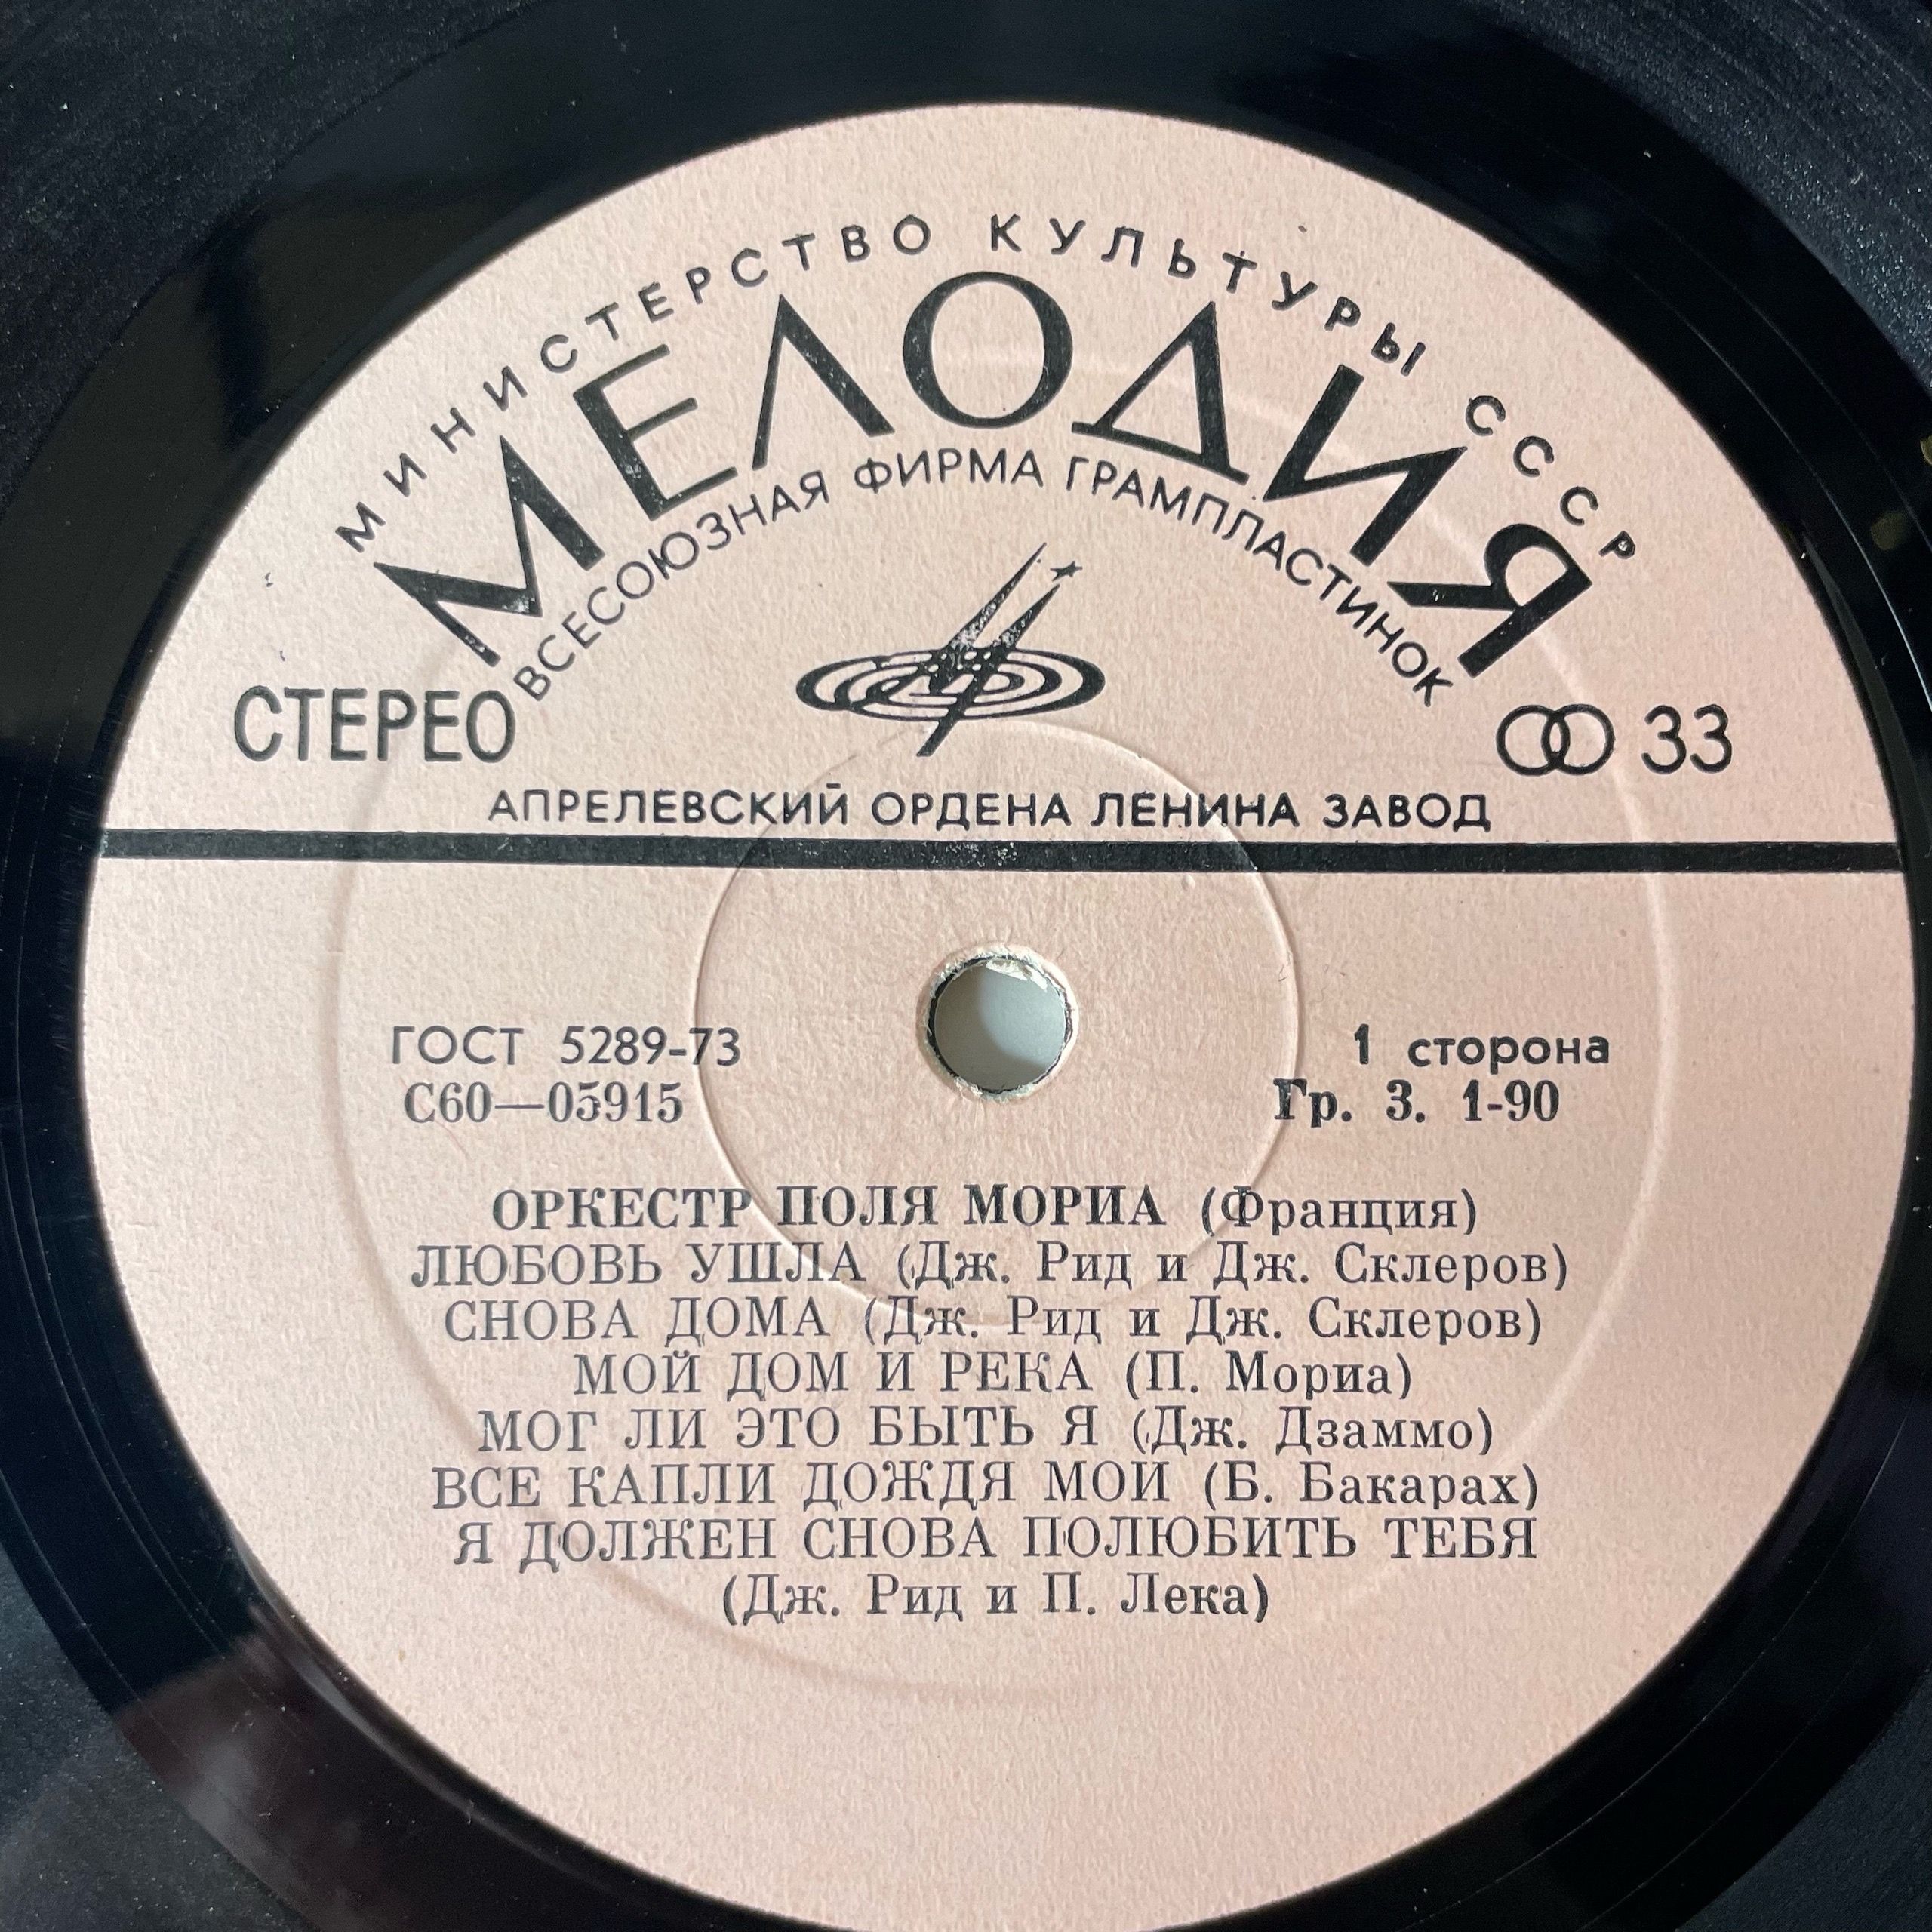 МИНИСТЕРСТВО КУЛЬТУРЫ СССР
МЕЛОДИЯ
ВСЕСОЮЗНАЯ ФИРМА ГРАМПЛАСТИНОК
СТЕРЕО
33
АПРЕЛЕВСКИЙ ОРДЕНА ЛЕНИНА ЗАВОД
ГОСТ 5289-73
С60—05915
1 сторона
Гр. 3. 1-90
ОРКЕСТР ПОЛЯ МОРИА (Франция)
ЛЮБОВЬ УШЛА (Дж. Рид и Дж. Склеров)
СНОВА ДОМА (Дж. Рид и Дж. Склеров)
МОЙ ДОМ И РЕКА (П. Мориа)
МОГ ЛИ ЭТО БЫТЬ Я (Дж. Дзаммо)
ВСЕ КАПЛИ ДОЖДЯ МОИ (Б. Бакарах)
Я ДОЛЖЕН СНОВА ПОЛЮБИТЬ ТЕБЯ
(Дж. Рид и П. Лека)